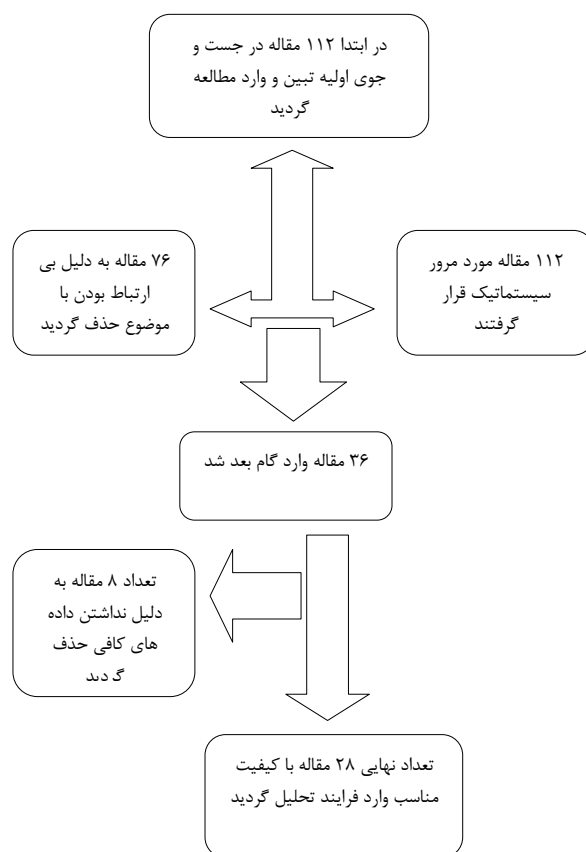 در ابتدا ۱۱۲ مقاله در جست و
جوی اولیه تبین و وارد مطالعه
گردید
۱۱۲ مقاله مورد مرور
سیستماتیک قرار
گرفتند
۷۶ مقاله به دلیل بی
ارتباط بودن با
موضوع حذف گردید
۳۶ مقاله وارد گام بعد شد
تعداد ۸ مقاله به
دلیل نداشتن داده
های کافی حذف
گردید
تعداد نهایی ۲۸ مقاله با کیفیت
مناسب وارد فرایند تحلیل گردید